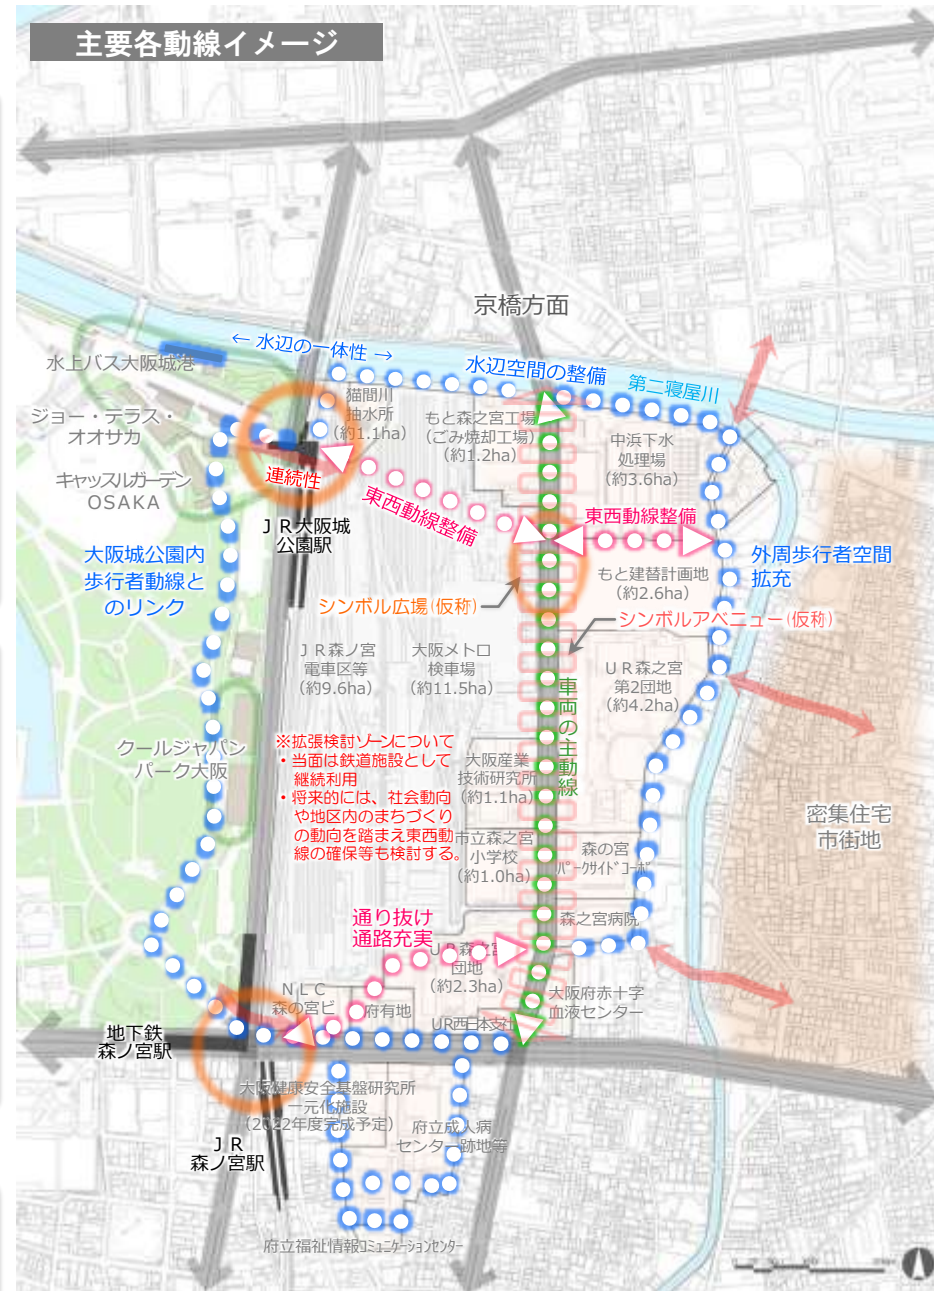 主要各動線イメージ
京橋方面
← 水辺の一体性 →
水上バス大阪城港
水辺空間の整備
第二寝屋川
猫間川
抽水所
(約1.1ha)
ジョー・テラス・
オオサカ
もと森之宮工場
(ごみ焼却工場)
(約1.2ha)
中浜下水
処理場
(約3.6ha)
キャッスルガーデン
OSAKA
連続性
東西動線整備
東西動線整備
ＪＲ大阪城
公園駅
大阪城公園内
歩行者動線と
のリンク
外周歩行者空間
拡充
もと建替計画地
(約2.6ha)
シンボル広場(仮称)
シンボルアベニュー(仮称)
ＪＲ森ノ宮
電車区等
(約9.6ha)
大阪メトロ
検車場
(約11.5ha)
ＵＲ森之宮
第2団地
(約4.2ha)
車両の主動線
クールジャパン
パーク大阪
※拡張検討ゾーンについて
・当面は鉄道施設として
継続利用
・将来的には、社会動向
や地区内のまちづくり
の動向を踏まえ東西動
線の確保等も検討する。
大阪産業
技術研究所
(約1.1ha)
市立森之宮
小学校
(約1.0ha)
密集住宅
市街地
森の宮
パークサイドコーポ
通り抜け
通路充実
森之宮病院
ＵＲ森之宮
団地
(約2.3ha)
ＮＬＣ
森の宮ビ
府有地
UR西日本支社
大阪府赤十字
血液センター
地下鉄
森ノ宮駅
大阪健康安全基盤研究所
一元化施設
(2022年度完成予定)
府立成人病
センター跡地等
ＪＲ
森ノ宮駅
府立福祉情報コミュニケーションセンター